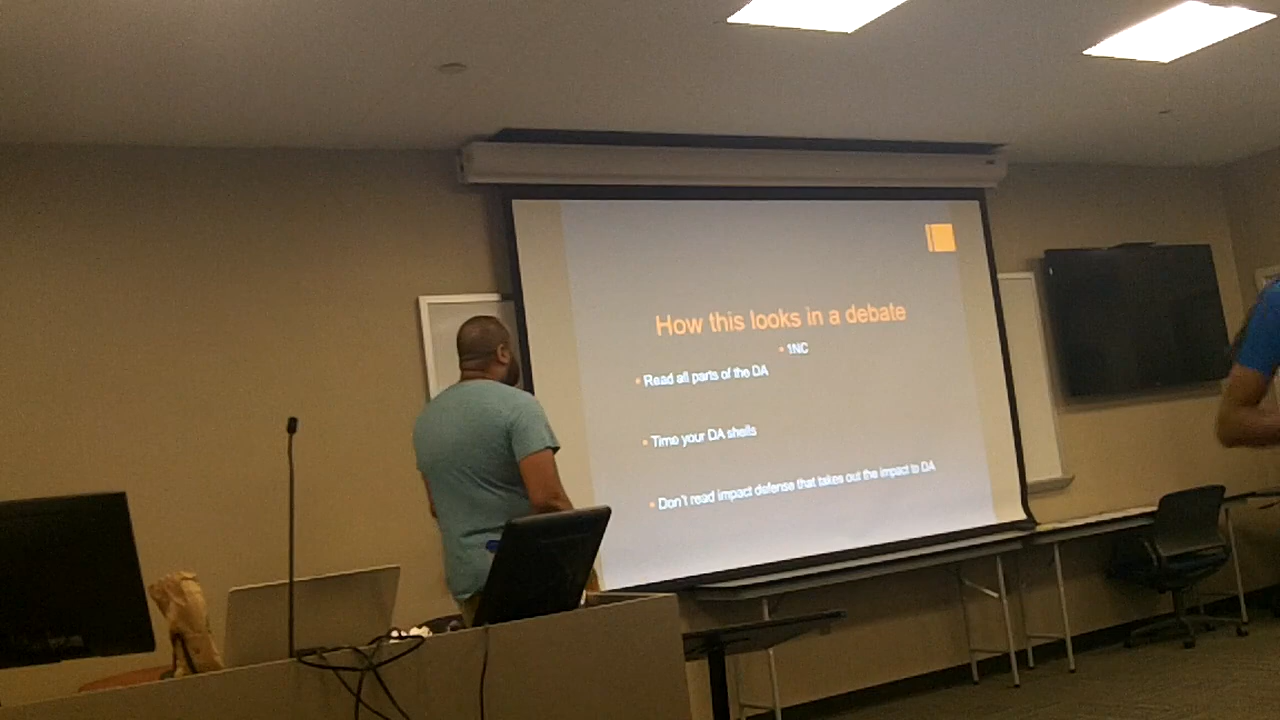 How this looks in a debate
• 1NC
• Read all parts of the DA
• Time your DA shells
• Don't read impact defense that takes out the impact to DA